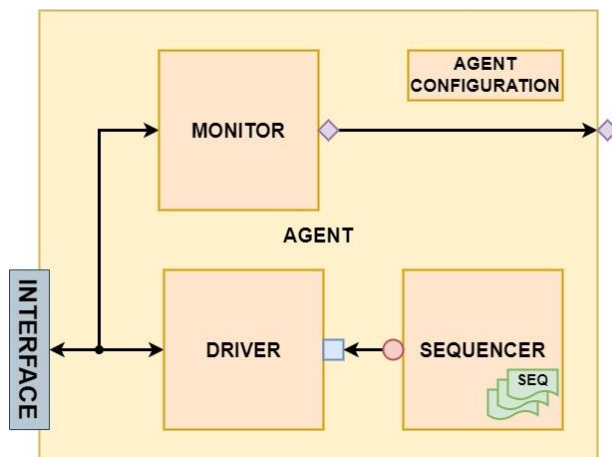 AGENT
CONFIGURATION
MONITOR
AGENT
INTERFACE
DRIVER
SEQUENCER
SEQ